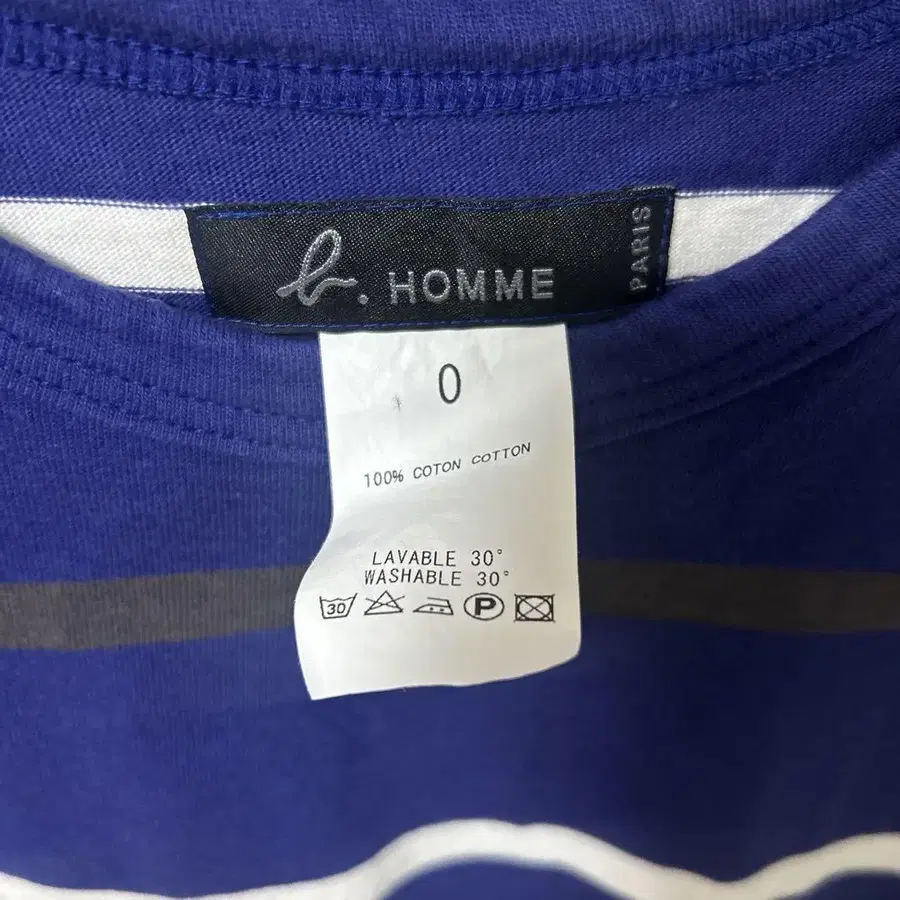 b. HOMME
PARIS
0
100% COTON COTTON
LAVABLE 30°
WASHABLE 30°
30
P